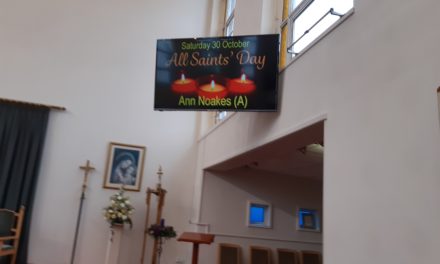 Saturday 30 October
All Saints' Day
Ann Noakes (A)